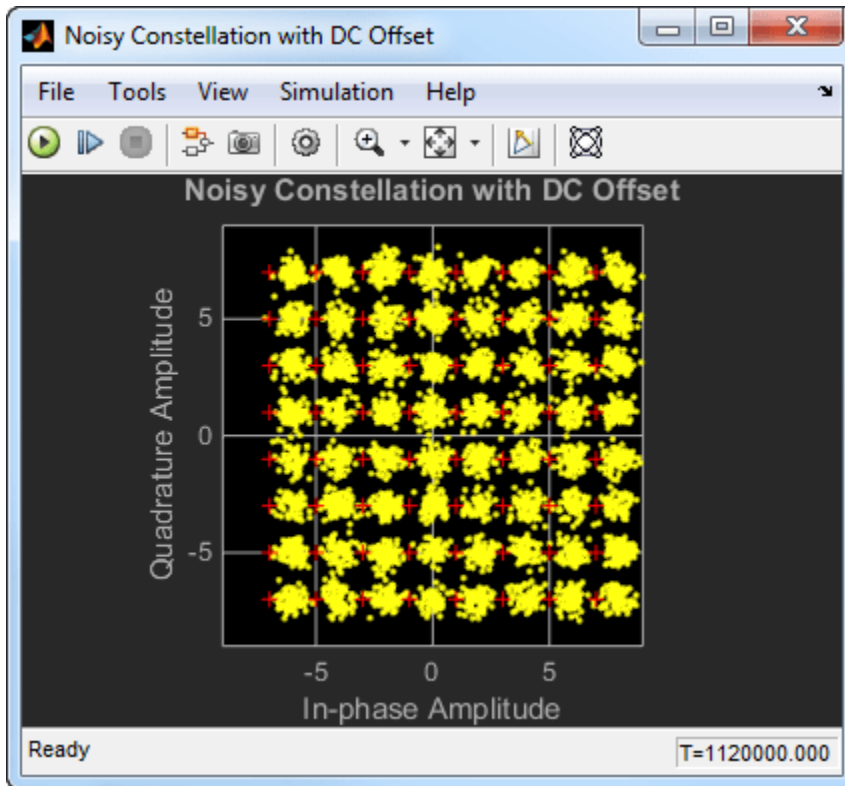 Noisy Constellation with DC Offset
File Tools View Simulation Help
Noisy Constellation with DC Offset
Quadrature Amplitude
5
0
-5
-5 0 5
In-phase Amplitude
Ready T=1120000.000